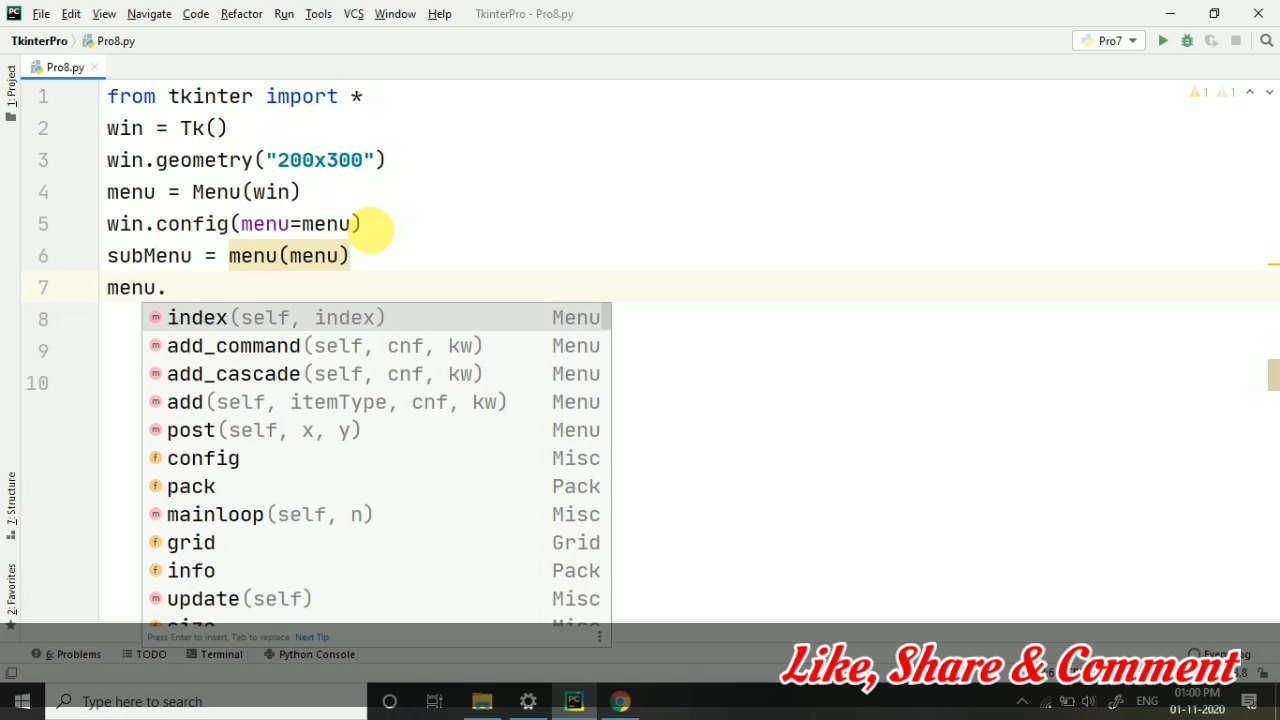 File Edit View Navigate Code Refactor Run Tools VCS Window Help TkinterPro - Pro8.py
TkinterPro Pro8.py Pro7
Pro8.py
1: Project
1 from tkinter import *
1 1
2 win = Tk()
3 win.geometry("200x300")
4 menu = Menu(win)
5 win.config(menu=menu)
6 subMenu = menu(menu)
7 menu.
8
9
10
index(self, index) Menu
add_command(self, cnf, kw) Menu
add_cascade(self, cnf, kw) Menu
add(self, itemType, cnf, kw) Menu
post(self, x, y) Menu
config Misc
pack Pack
mainloop(self, n) Misc
grid Grid
info Pack
update(self) Misc
size Misc
Press Enter to insert, Tab to replace Next Tip
7: Structure
2: Favorites
6: Problems TODO Terminal Python Console
Like, Share & Comment
Type here to search
ENG
01:00 PM
01-11-2020